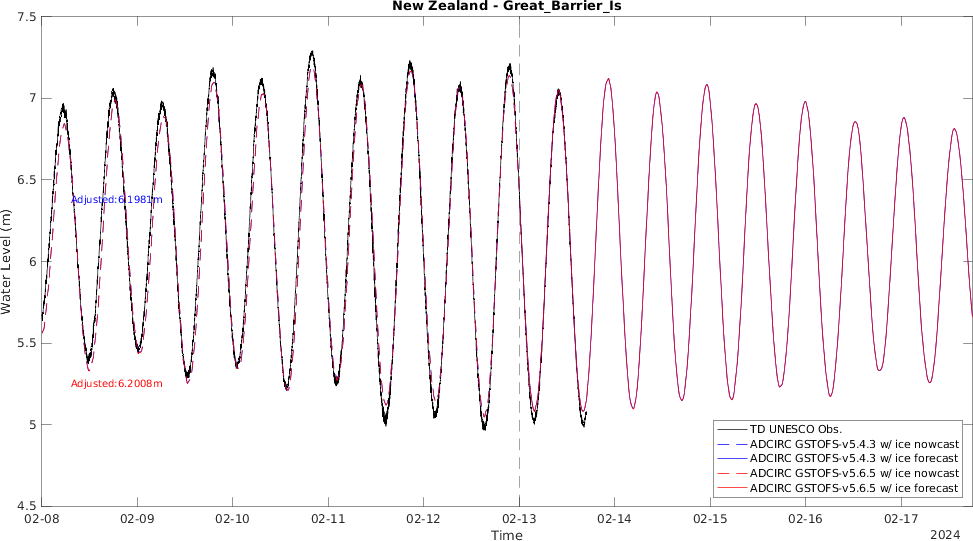 New Zealand - Great_Barrier_Is
7.5
7
6.5
6
5.5
5
4.5
Water Level (m)
Adjusted:6.1981m
Adjusted:6.2008m
TD UNESCO Obs.
ADCIRC GSTOFS-v5.4.3 w/ ice nowcast
ADCIRC GSTOFS-v5.4.3 w/ ice forecast
ADCIRC GSTOFS-v5.6.5 w/ ice nowcast
ADCIRC GSTOFS-v5.6.5 w/ ice forecast
02-08 02-09 02-10 02-11 02-12 02-13 02-14 02-15 02-16 02-17
Time
2024